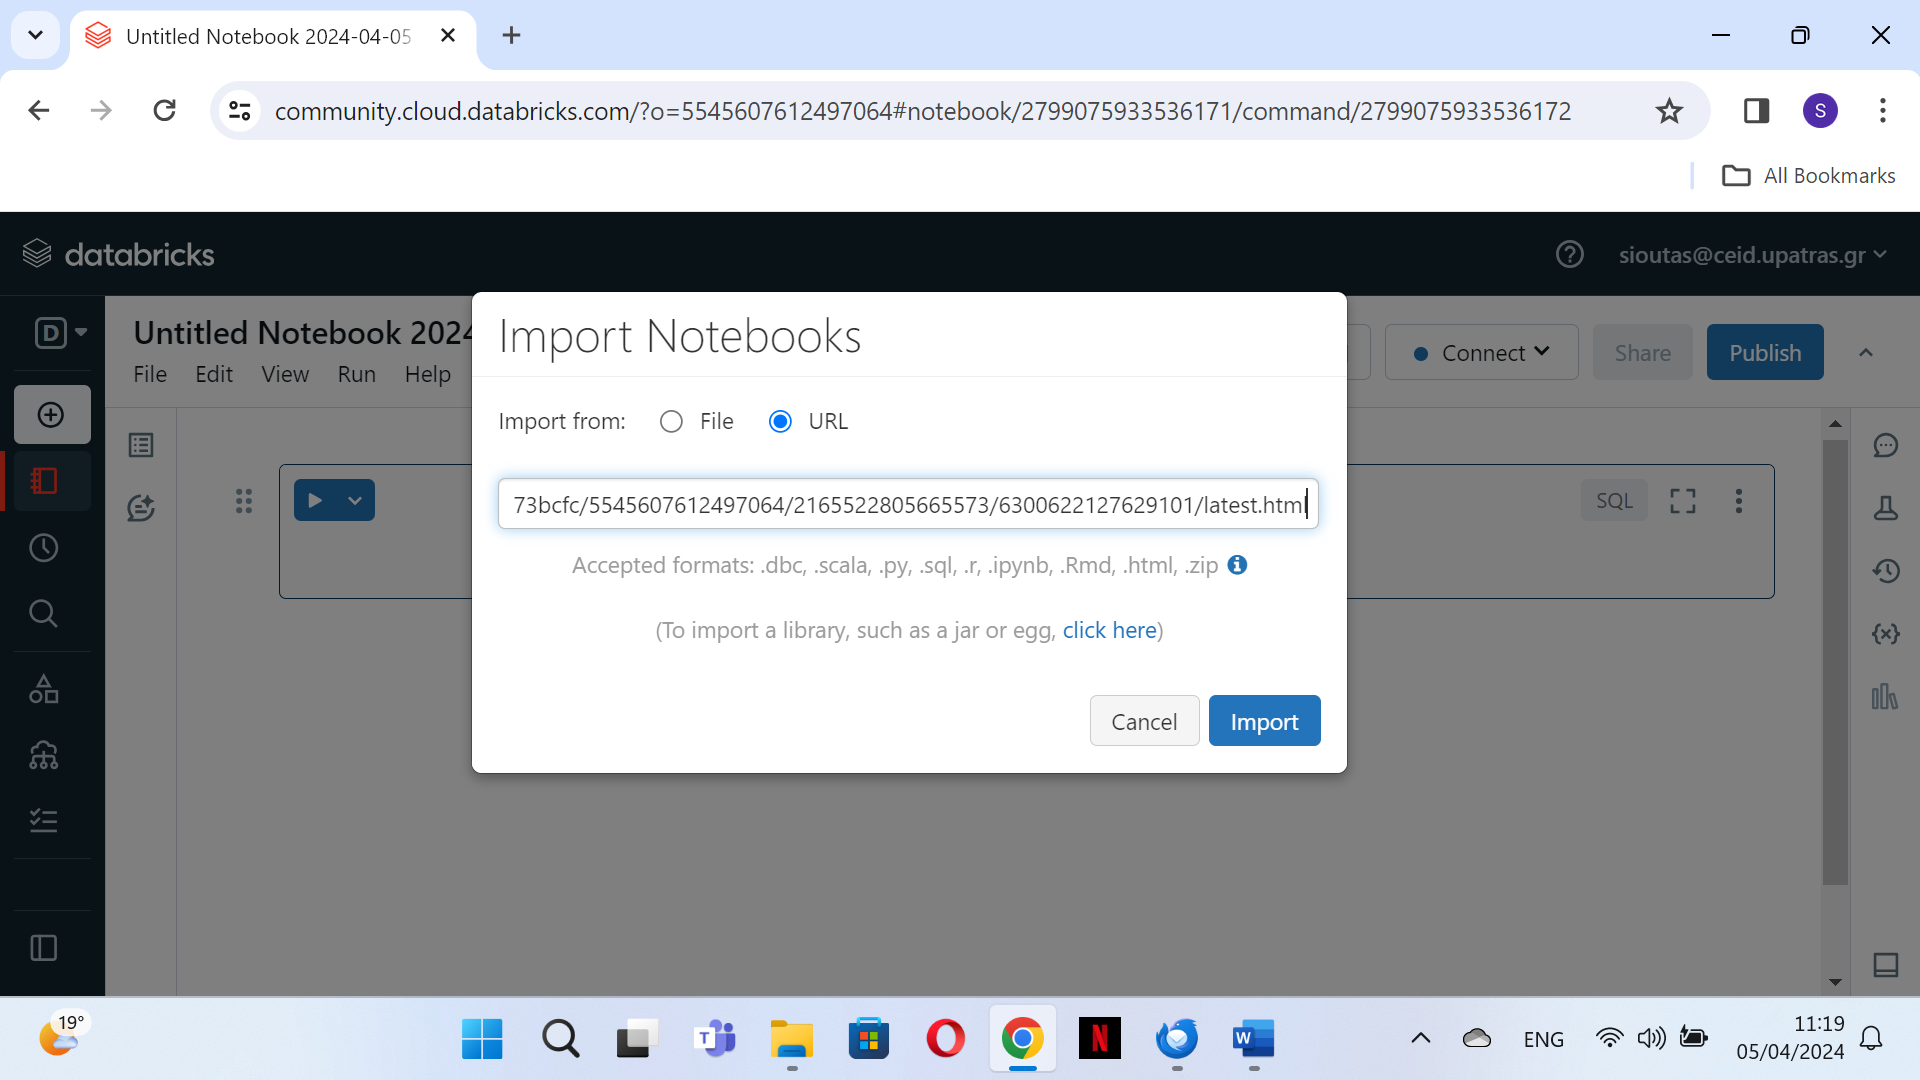 Untitled Notebook 2024-04-05
community.cloud.databricks.com/?o=5545607612497064#notebook/2799075933536171/command/2799075933536172
S
All Bookmarks
databricks
sioutas@ceid.upatras.gr
D
Untitled Notebook 2024
File Edit View Run Help
Connect
Share
Publish
Import Notebooks
Import from: File URL
73bcfc/5545607612497064/2165522805665573/6300622127629101/latest.html
SQL
Accepted formats: .dbc, .scala, .py, .sql, .r, .ipynb, .Rmd, .html, .zip
(To import a library, such as a jar or egg, click here)
Cancel
Import
19°
T
N
W
ENG
11:19
05/04/2024